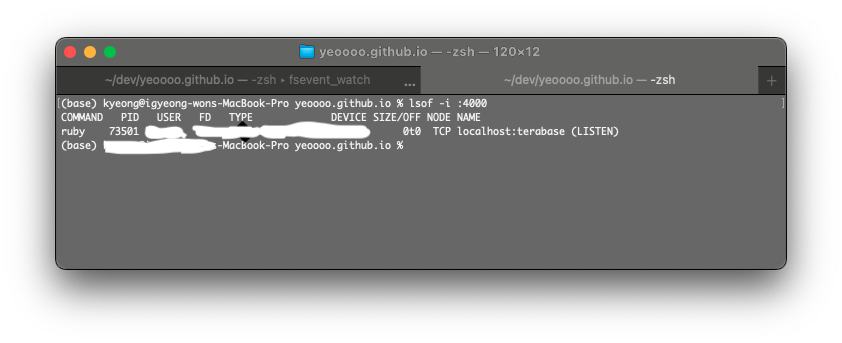 yeoooo.github.io — -zsh — 120×12
~/dev/yeoooo.github.io — -zsh ▸ fsevent_watch ...
~/dev/yeoooo.github.io — -zsh
+
[(base) kyeong@igyeong-wons-MacBook-Pro yeoooo.github.io % lsof -i :4000 ]
COMMAND PID USER FD TYPE DEVICE SIZE/OFF NODE NAME
ruby 73501 0t0 TCP localhost:terabase (LISTEN)
(base) s-MacBook-Pro yeoooo.github.io %